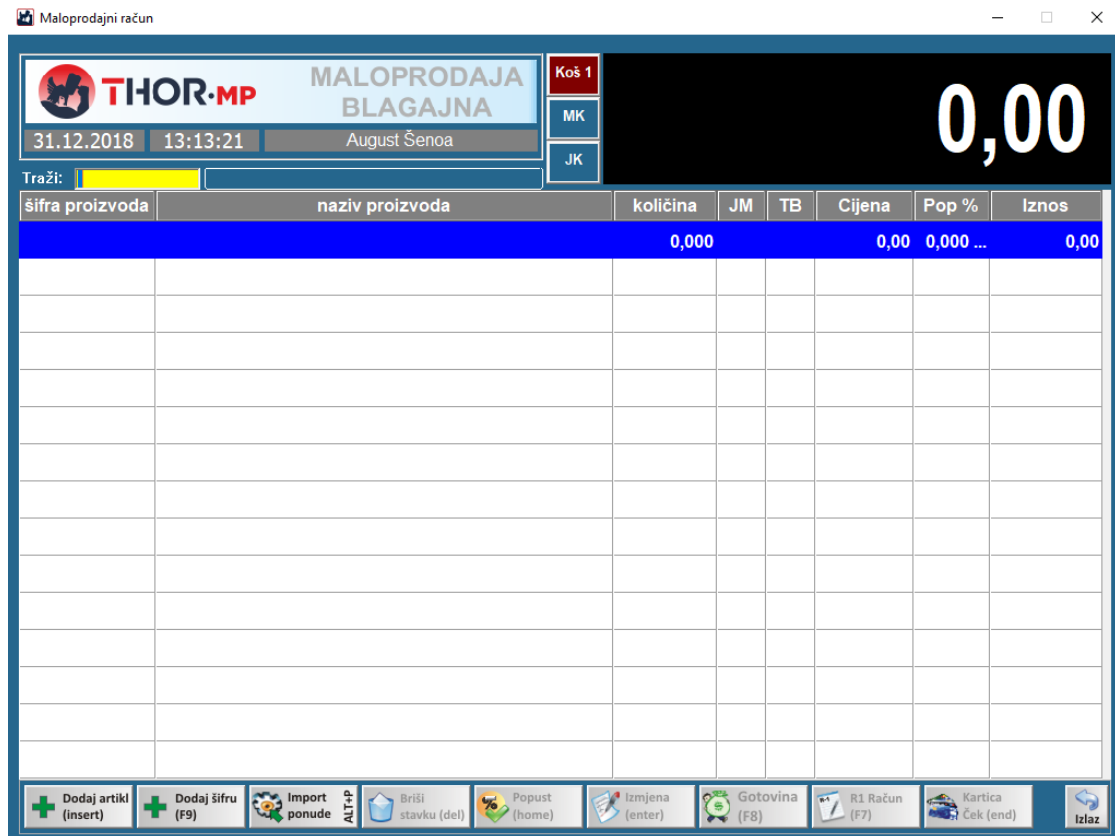 Maloprodajni račun
THOR·MP
MALOPRODAJA
BLAGAJNA
31.12.2018 13:13:21 August Šenoa
Koš 1
MK
JK
0,00
Traži:
šifra proizvoda naziv proizvoda količina JM TB Cijena Pop % Iznos
0,000 0,00 0,000 ... 0,00
Dodaj artikl
(insert)
Dodaj šifru
(F9)
Import
ponude
ALT+P
Briši
stavku (del)
Popust
(home)
Izmjena
(enter)
Gotovina
(F8)
R1 Račun
(F7)
Kartica
Ček (end)
Izlaz